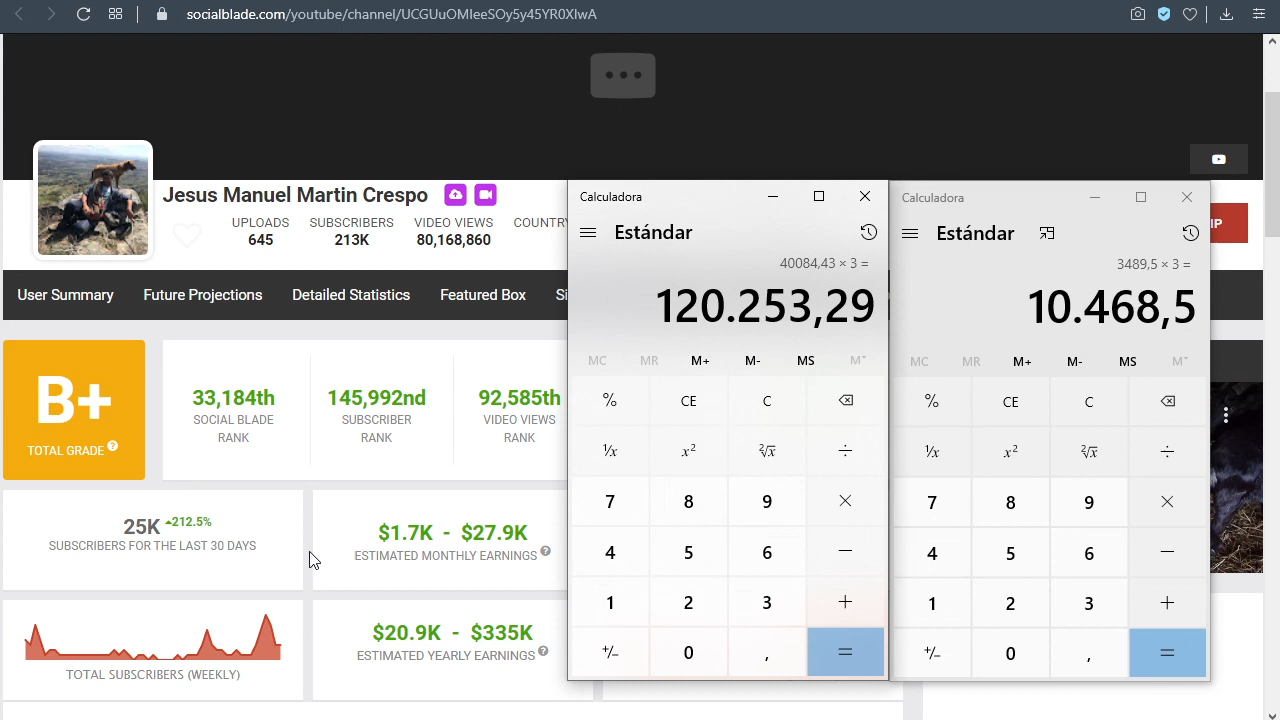 socialblade.com/youtube/channel/UCGUuOMIeeSOy5y45YR0XIwA
Jesus Manuel Martin Crespo
UPLOADS
645
SUBSCRIBERS
213K
VIDEO VIEWS
80,168,860
COUNTRY
IP
User Summary
Future Projections
Detailed Statistics
Featured Box
Si
B+
TOTAL GRADE
33,184th
SOCIAL BLADE
RANK
145,992nd
SUBSCRIBER
RANK
92,585th
VIDEO VIEWS
RANK
25K 212.5%
SUBSCRIBERS FOR THE LAST 30 DAYS
$1.7K - $27.9K
ESTIMATED MONTHLY EARNINGS
TOTAL SUBSCRIBERS (WEEKLY)
$20.9K - $335K
ESTIMATED YEARLY EARNINGS
Calculadora
Estándar
40084,43 × 3 =
120.253,29
MC MR M+ M- MS M˅
% CE C
¹⁄x x² ²√x ÷
7 8 9 ×
4 5 6 −
1 2 3 +
+/− 0 , =
Calculadora
Estándar
3489,5 × 3 =
10.468,5
MC MR M+ M- MS M˅
% CE C
¹⁄x x² ²√x ÷
7 8 9 ×
4 5 6 −
1 2 3 +
+/− 0 , =